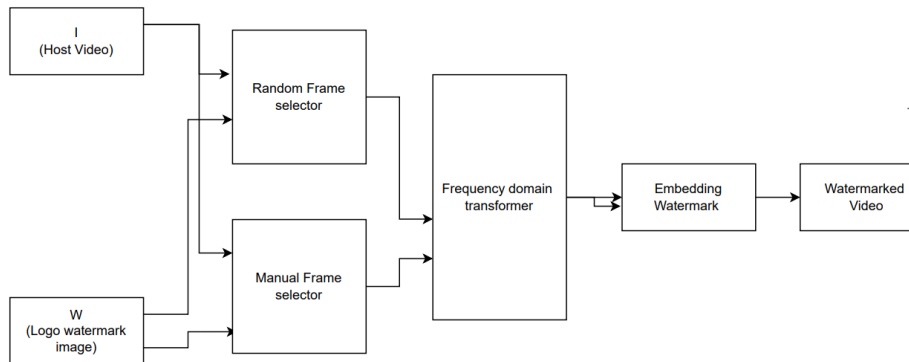 I
(Host Video)
Random Frame
selector
Frequency domain
transformer
Embedding
Watermark
Watermarked
Video
Manual Frame
selector
W
(Logo watermark
image)